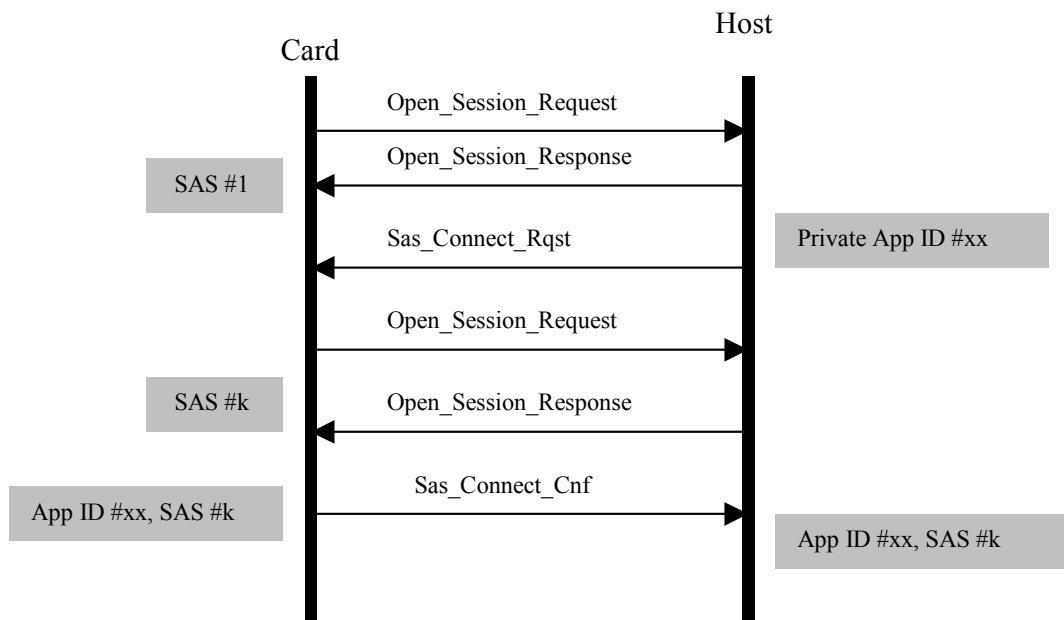 Host
Card
Open_Session_Request
Open_Session_Response
SAS #1
Sas_Connect_Rqst
Private App ID #xx
Open_Session_Request
SAS #k
Open_Session_Response
Sas_Connect_Cnf
App ID #xx, SAS #k
App ID #xx, SAS #k